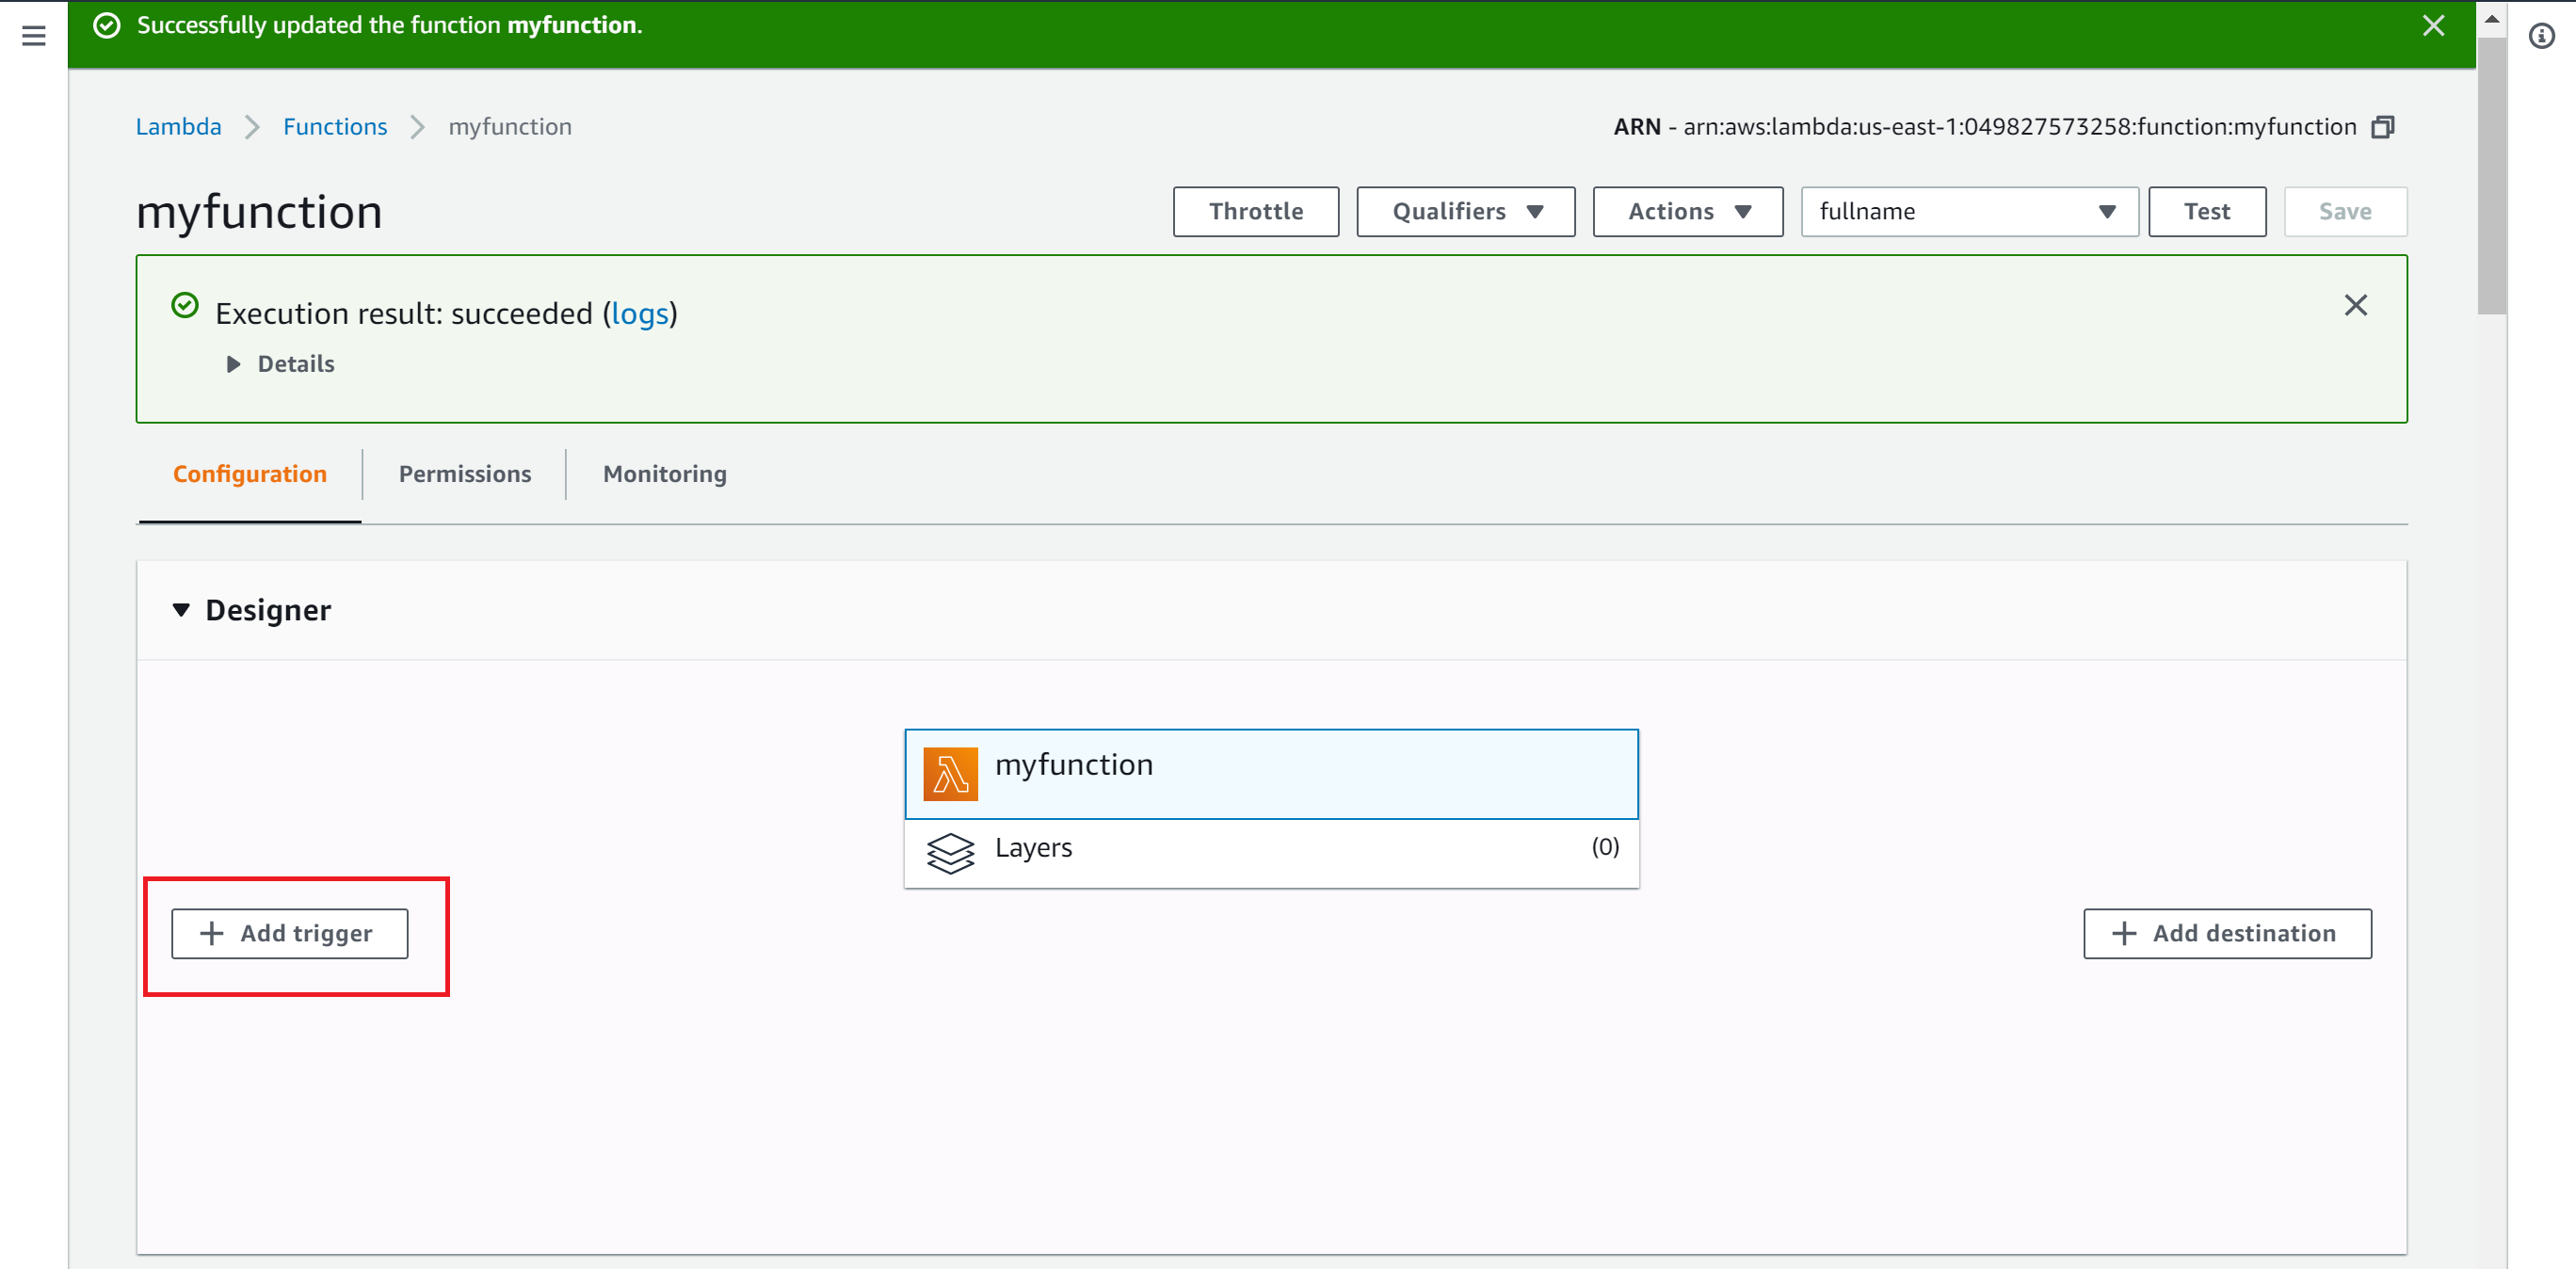 Successfully updated the function myfunction.
Lambda Functions myfunction
ARN - arn:aws:lambda:us-east-1:049827573258:function:myfunction
myfunction
Throttle Qualifiers Actions fullname Test Save
Execution result: succeeded (logs)
Details
Configuration Permissions Monitoring
Designer
myfunction
Layers (0)
+ Add trigger
+ Add destination